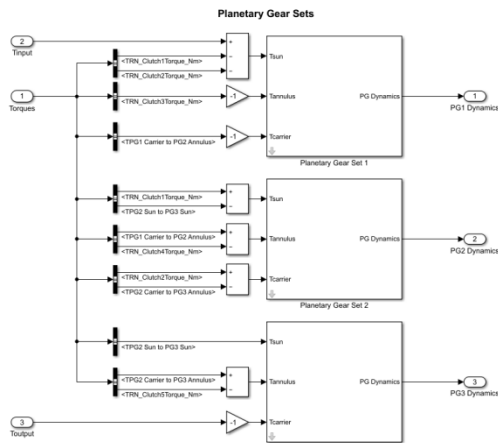 Planetary Gear Sets
2
Tinput
1
Torques
+
−
−
<TRN_Clutch1Torque_Nm>
<TRN_Clutch2Torque_Nm>
<TRN_Clutch3Torque_Nm>
-1
<TPG1 Carrier to PG2 Annulus>
-1
Tsun
Tannulus
Tcarrier
PG Dynamics
1
PG1 Dynamics
Planetary Gear Set 1
<TRN_Clutch1Torque_Nm>
<TPG2 Sun to PG3 Sun>
+
−
<TPG1 Carrier to PG2 Annulus>
<TRN_Clutch4Torque_Nm>
+
−
<TRN_Clutch2Torque_Nm>
<TPG2 Carrier to PG3 Annulus>
+
−
Tsun
Tannulus
Tcarrier
PG Dynamics
2
PG2 Dynamics
Planetary Gear Set 2
<TPG2 Sun to PG3 Sun>
<TPG2 Carrier to PG3 Annulus>
<TRN_Clutch5Torque_Nm>
+
−
3
Toutput
-1
Tsun
Tannulus
Tcarrier
PG Dynamics
3
PG3 Dynamics